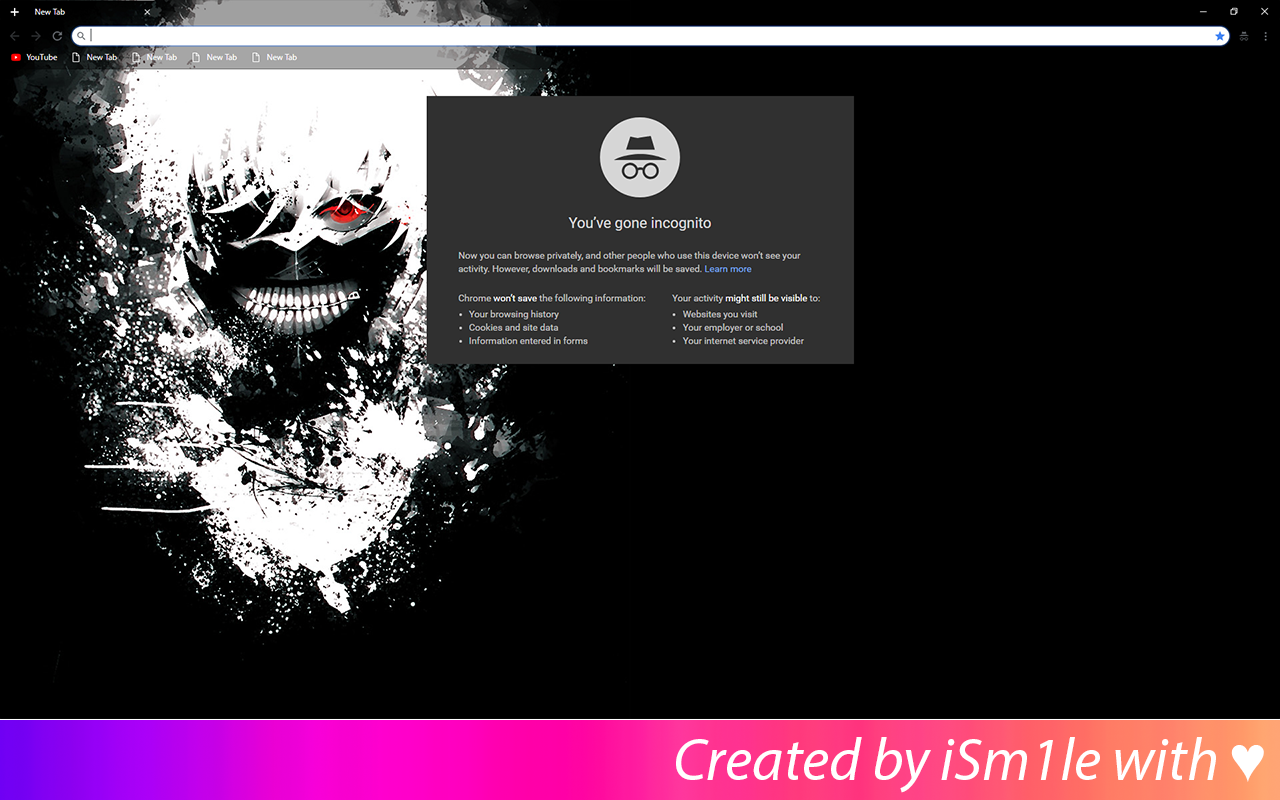 New Tab
YouTube New Tab New Tab New Tab New Tab
You've gone incognito
Now you can browse privately, and other people who use this device won't see your
activity. However, downloads and bookmarks will be saved. Learn more
Chrome won't save the following information:
Your browsing history
Cookies and site data
Information entered in forms
Your activity might still be visible to:
Websites you visit
Your employer or school
Your internet service provider
Created by iSm1le with ♥